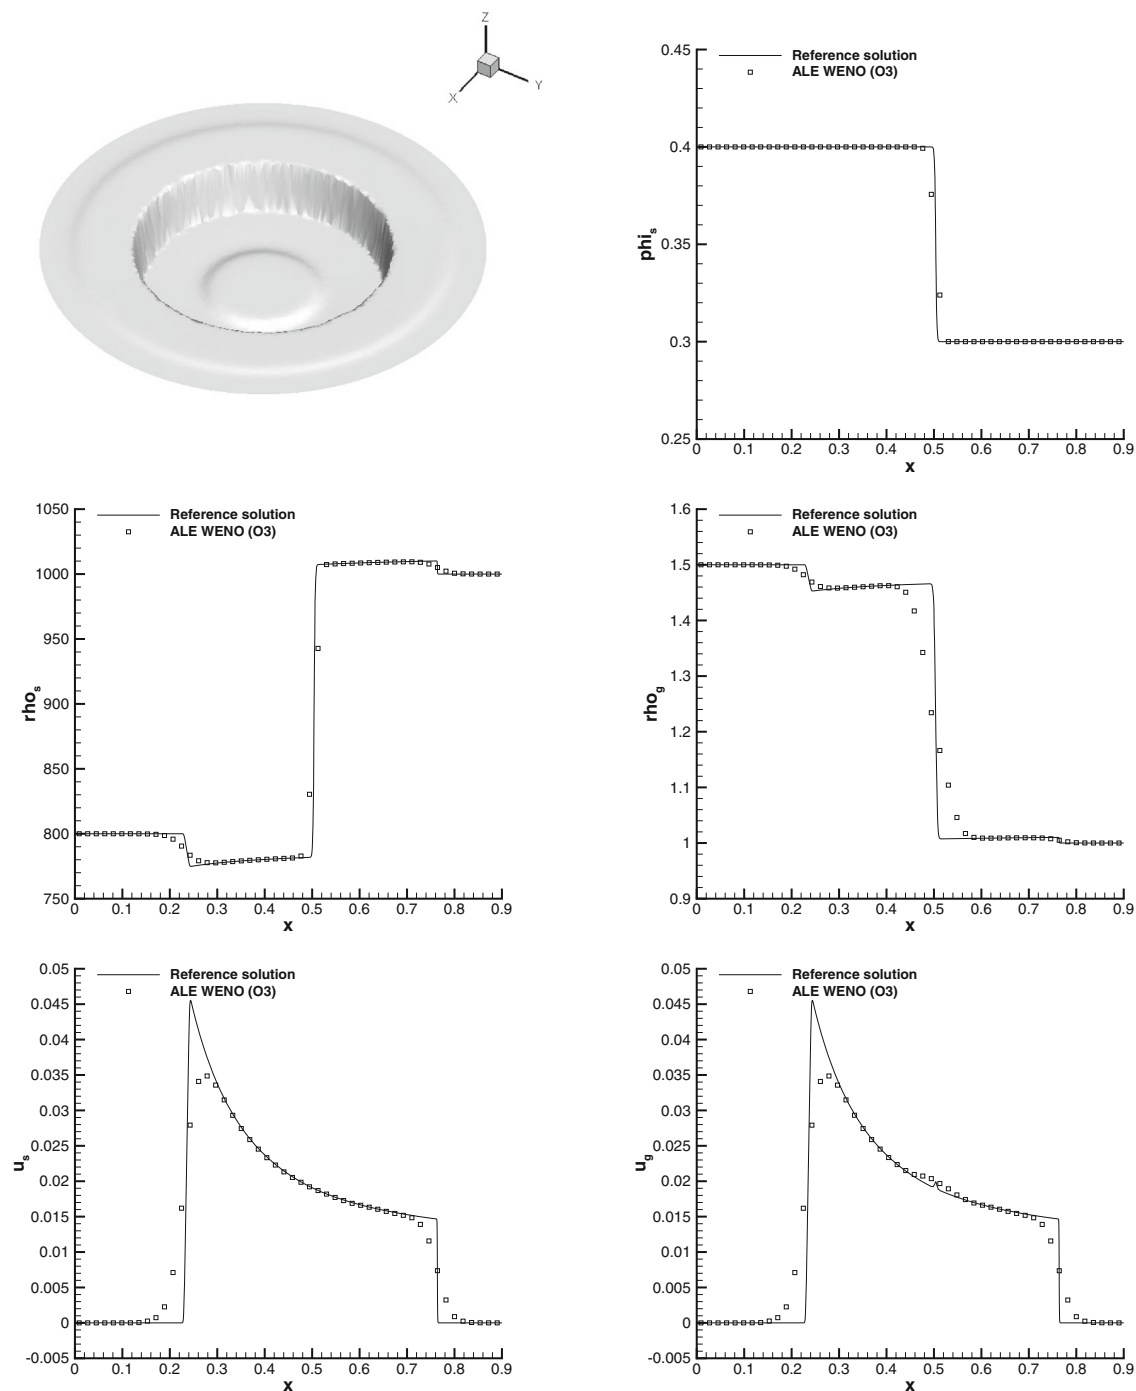 Z
X
Y
Reference solution
ALE WENO (O3)
0.45
0.4
0.35
0.3
0.25
phi_s
0 0.1 0.2 0.3 0.4 0.5 0.6 0.7 0.8 0.9
x
Reference solution
ALE WENO (O3)
1050
1000
950
900
850
800
750
rho_s
0 0.1 0.2 0.3 0.4 0.5 0.6 0.7 0.8 0.9
x
Reference solution
ALE WENO (O3)
1.6
1.5
1.4
1.3
1.2
1.1
1
0.9
rho_g
0 0.1 0.2 0.3 0.4 0.5 0.6 0.7 0.8 0.9
x
Reference solution
ALE WENO (O3)
0.05
0.045
0.04
0.035
0.03
0.025
0.02
0.015
0.01
0.005
0
-0.005
u_s
0 0.1 0.2 0.3 0.4 0.5 0.6 0.7 0.8 0.9
x
Reference solution
ALE WENO (O3)
0.05
0.045
0.04
0.035
0.03
0.025
0.02
0.015
0.01
0.005
0
-0.005
u_g
0 0.1 0.2 0.3 0.4 0.5 0.6 0.7 0.8 0.9
x